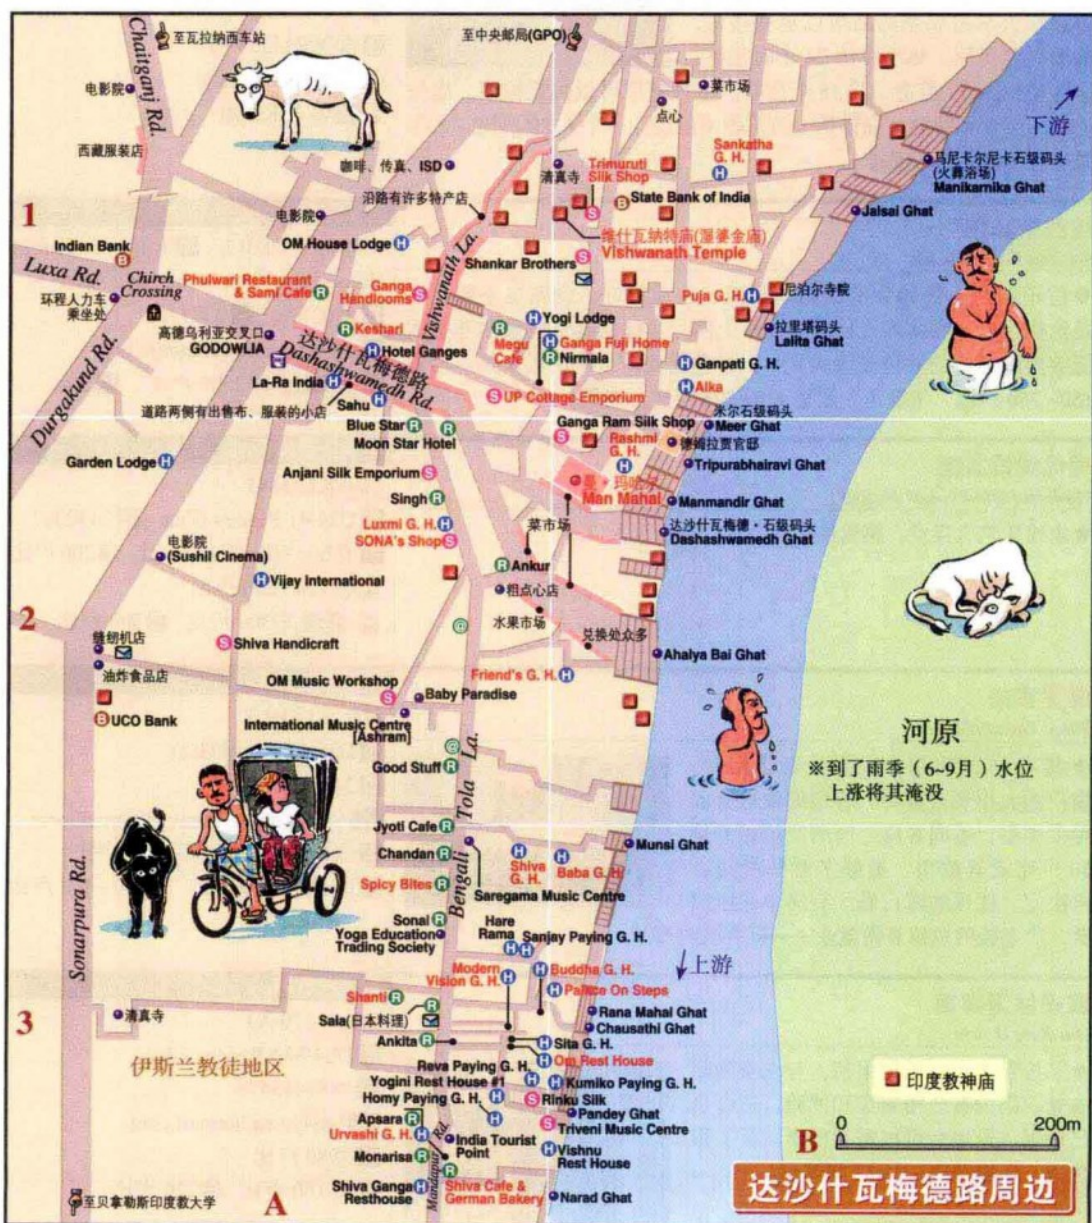 Chaitganj Rd.
至瓦拉纳西车站
至中央邮局(GPO)
电影院
菜市场
点心
下游
西藏服装店
咖啡、传真、ISD
清真寺
Trimuruti
Silk Shop
Sankatha
G. H.
马尼卡尔尼卡石级码头
(火葬浴场)
Manikarnika Ghat
沿路有许多特产店
1
电影院
B State Bank of India
Jalsai Ghat
Indian Bank
B
OM House Lodge H
维什瓦纳特庙(湿婆金庙)
Vishwanath Temple
Luxa Rd.
Chirch
Crossing
Phulwari Restaurant
& Sami Cafe R
Ganga
Handlooms S
Vishwanath La.
Shankar Brothers S
Puja G. H. H
尼泊尔寺院
环程人力车
乘坐处
高德乌利亚交叉口
GODOWLIA
R Keshari
达沙什瓦梅德路
Dashashwamedh Rd.
H Hotel Ganges
R
Megu
Cafe
H Yogi Lodge
H Ganga Fuji Home
R Nirmala
拉里塔码头
Lalita Ghat
Durgakund Rd.
La-Ra India H
H
Ganpati G. H.
道路两侧有出售布、服装的小店
Sahu H
S UP Cottage Emporium
H Alka
Blue Star R
R
Moon Star Hotel
Ganga Ram Silk Shop
S
米尔石级码头
Meer Ghat
Garden Lodge H
Rashmi
G. H.
H
德姆拉贾官邸
Anjani Silk Emporium S
Tripurabhairavi Ghat
Singh R
Man Mahal
Manmandir Ghat
Luxmi G. H. H
SONA's Shop S
菜市场
达沙什瓦梅德·石级码头
Dashashwamedh Ghat
电影院
(Sushil Cinema)
R Ankur
H
Vijay International
粗点心店
2
@
水果市场
兑换处众多
缝纫机店
S Shiva Handicraft
Ahalya Bai Ghat
油炸食品店
Friend's G. H. H
OM Music Workshop
S
Baby Paradise
B UCO Bank
International Music Centre
[Ashram]
@
河原
Good Stuff R
※到了雨季（6~9月）水位
上涨将其淹没
Bengali Tola La.
Jyoti Cafe R
Munsi Ghat
Chandan R
H
Shiva
G. H.
H
Baba G. H.
Sonarpura Rd.
Spicy Bites R
Saregama Music Centre
Sonal R
Hare
Rama
Yoga Education
Trading Society
H H
Sanjay Paying G. H.
Modern
Vision G. H. H
H Buddha G. H.
上游
3
Shanti R
R
H Palace On Steps
Sala(日本料理)
Rana Mahal Ghat
清真寺
Chausathi Ghat
Ankita R
H Sita G. H.
伊斯兰教徒地区
H Om Rest House
Reva Paying G. H.
Yogini Rest House #1 H
H Kumiko Paying G. H.
印度教神庙
Homy Paying G. H. H
S Rinku Silk
Apsara R
H
Pandey Ghat
B
0 200m
Urvashi G. H. H
S
Triveni Music Centre
Mandapur Rd.
India Tourist
Point
H Vishnu
Rest House
Monarisa R
R
Shiva Ganga H
Resthouse
Shiva Cafe &
German Bakery
达沙什瓦梅德路周边
至贝拿勒斯印度教大学
A
H
Narad Ghat